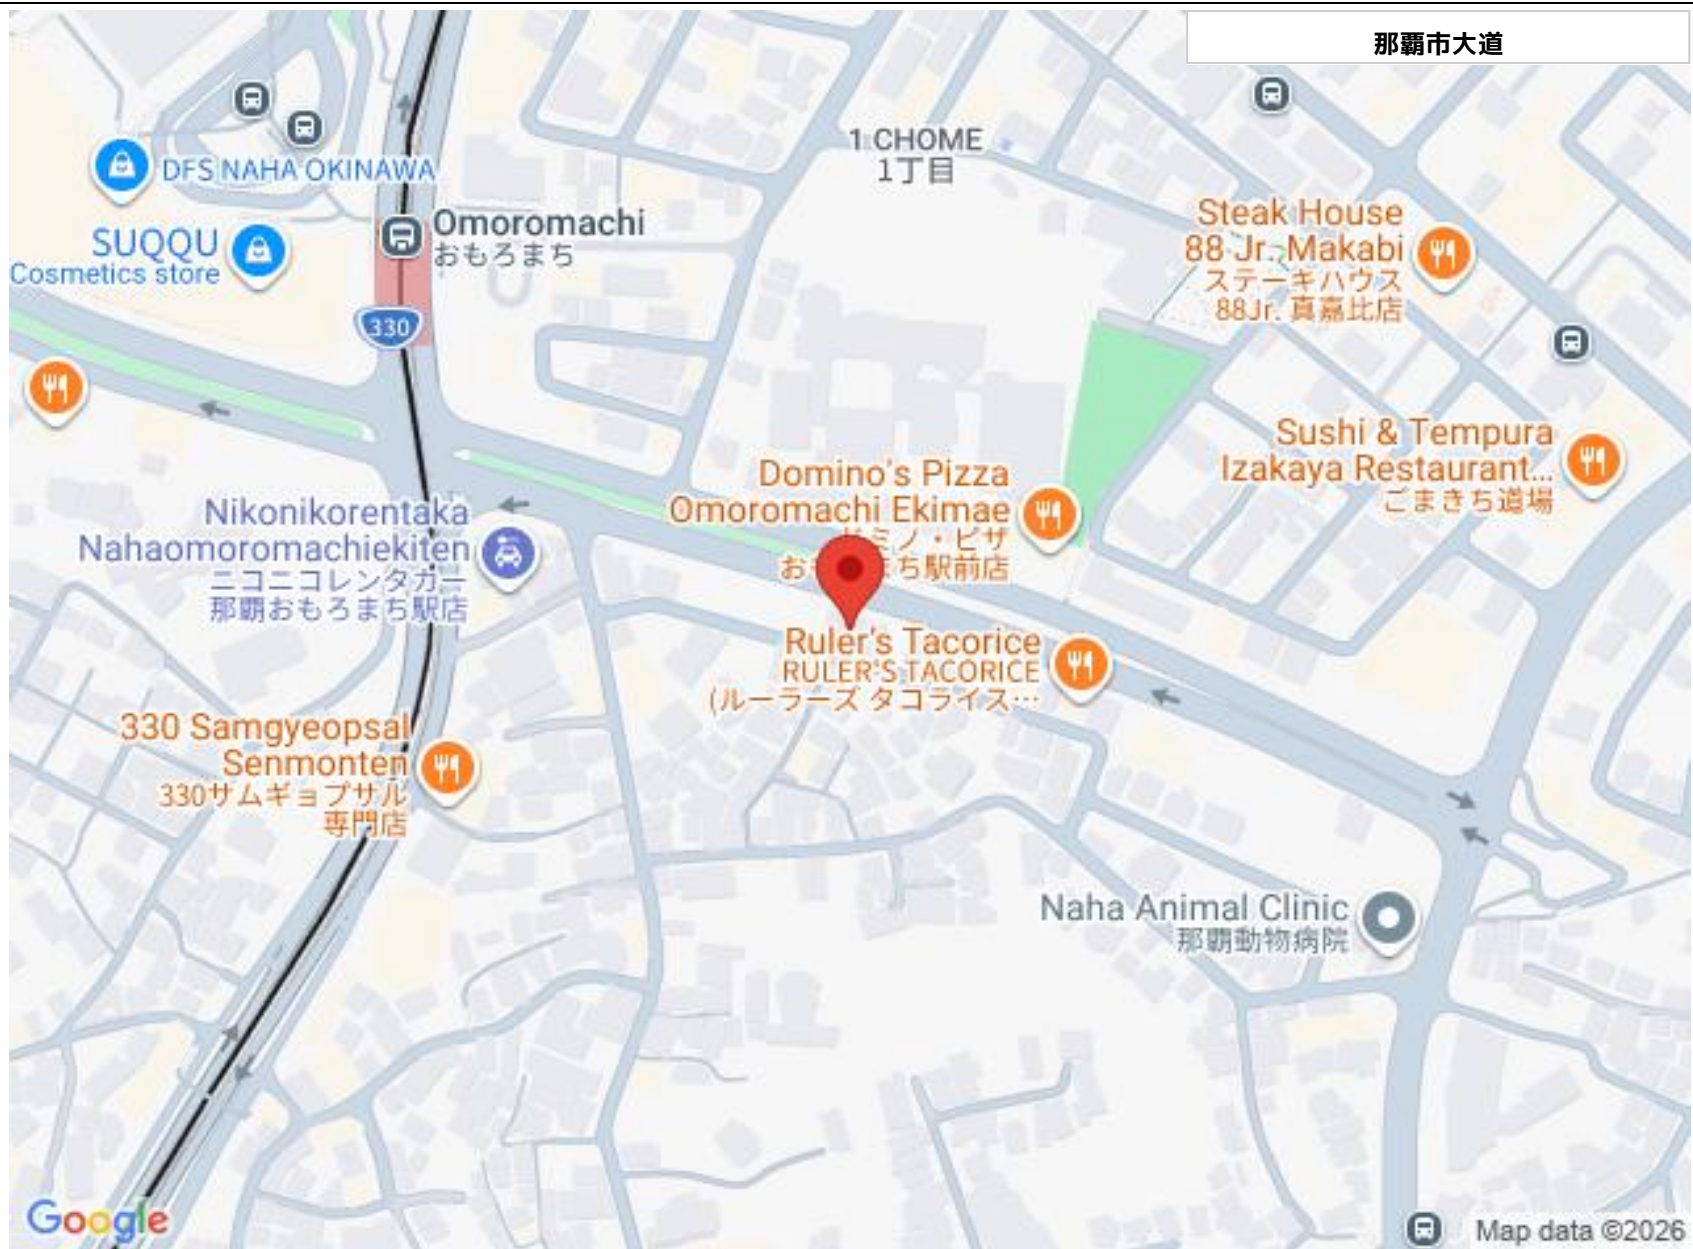 那覇市大道
1 CHOME
1丁目
DFS NAHA OKINAWA
SUQQU
Cosmetics store
Omoromachi
おもろまち
330
Steak House
88 Jr. Makabi
ステーキハウス
88Jr. 真嘉比店
Sushi & Tempura
Izakaya Restaurant...
ごまきち道場
Domino's Pizza
Omoromachi Ekimae
ミノ・ピザ
お
ち駅前店
Nikonikorentaka
Nahaomoromachiekiten
ニコニコレンタカー
那覇おもろまち駅店
Ruler's Tacorice
RULER'S TACORICE
(ルーラーズ タコライス…
330 Samgyeopsal
Senmonten
330サムギョプサル
専門店
Naha Animal Clinic
那覇動物病院
Google
Map data ©2026